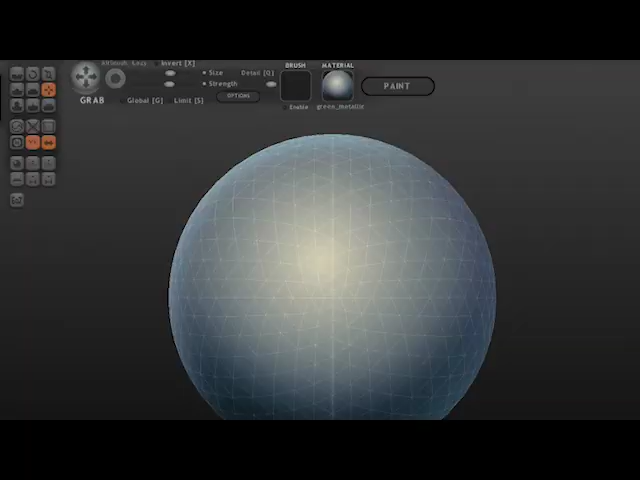 Invert [X]
BRUSH
MATERIAL
Size
Detail [Q]
Strength
PAINT
OPTIONS
GRAB
Global [G]
Limit [S]
Enable
green_metallic